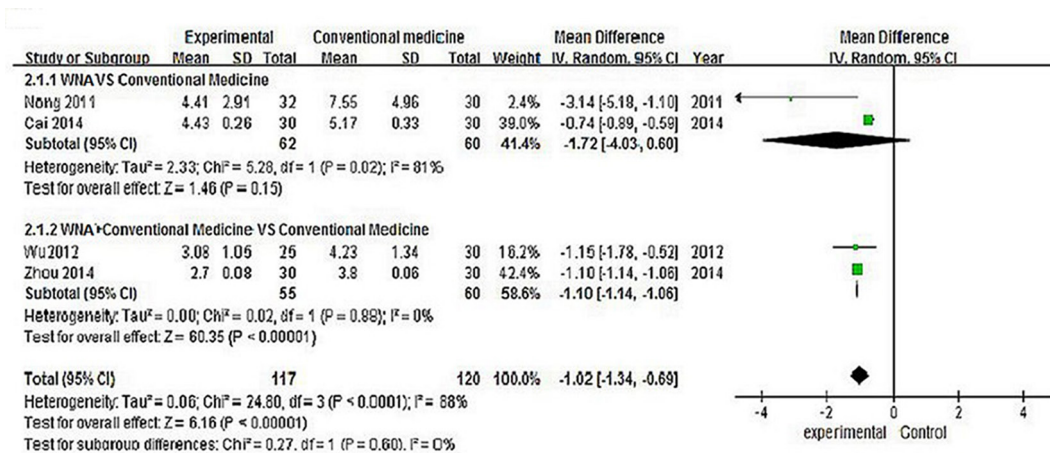 Experimental Conventional medicine Mean Difference Mean Difference
Study or Subgroup Mean SD Total Mean SD Total Weight IV, Random, 95% CI Year IV, Random, 95% CI
2.1.1 WNA VS Conventional Medicine
Nong 2011 4.41 2.91 32 7.55 4.96 30 2.4% -3.14 [-5.18, -1.10] 2011
Cai 2014 4.43 0.26 30 5.17 0.33 30 39.0% -0.74 [-0.89, -0.59] 2014
Subtotal (95% CI) 62 60 41.4% -1.72 [-4.03, 0.60]
Heterogeneity: Tau² = 2.33; Chi² = 5.28, df = 1 (P = 0.02); I² = 81%
Test for overall effect: Z = 1.46 (P = 0.15)
2.1.2 WNA+Conventional Medicine VS Conventional Medicine
Wu2012 3.08 1.05 25 4.23 1.34 30 16.2% -1.15 [-1.78, -0.52] 2012
Zhou 2014 2.7 0.08 30 3.8 0.06 30 42.4% -1.10 [-1.14, -1.06] 2014
Subtotal (95% CI) 55 60 58.6% -1.10 [-1.14, -1.06]
Heterogeneity: Tau² = 0.00; Chi² = 0.02, df = 1 (P = 0.88); I² = 0%
Test for overall effect: Z = 60.35 (P < 0.00001)
Total (95% CI) 117 120 100.0% -1.02 [-1.34, -0.69]
Heterogeneity: Tau² = 0.06; Chi² = 24.80, df = 3 (P < 0.0001); I² = 88%
Test for overall effect: Z = 6.16 (P < 0.00001)
Test for subgroup differences: Chi² = 0.27, df = 1 (P = 0.60), I² = 0%
-4 -2 0 2 4
experimental Control